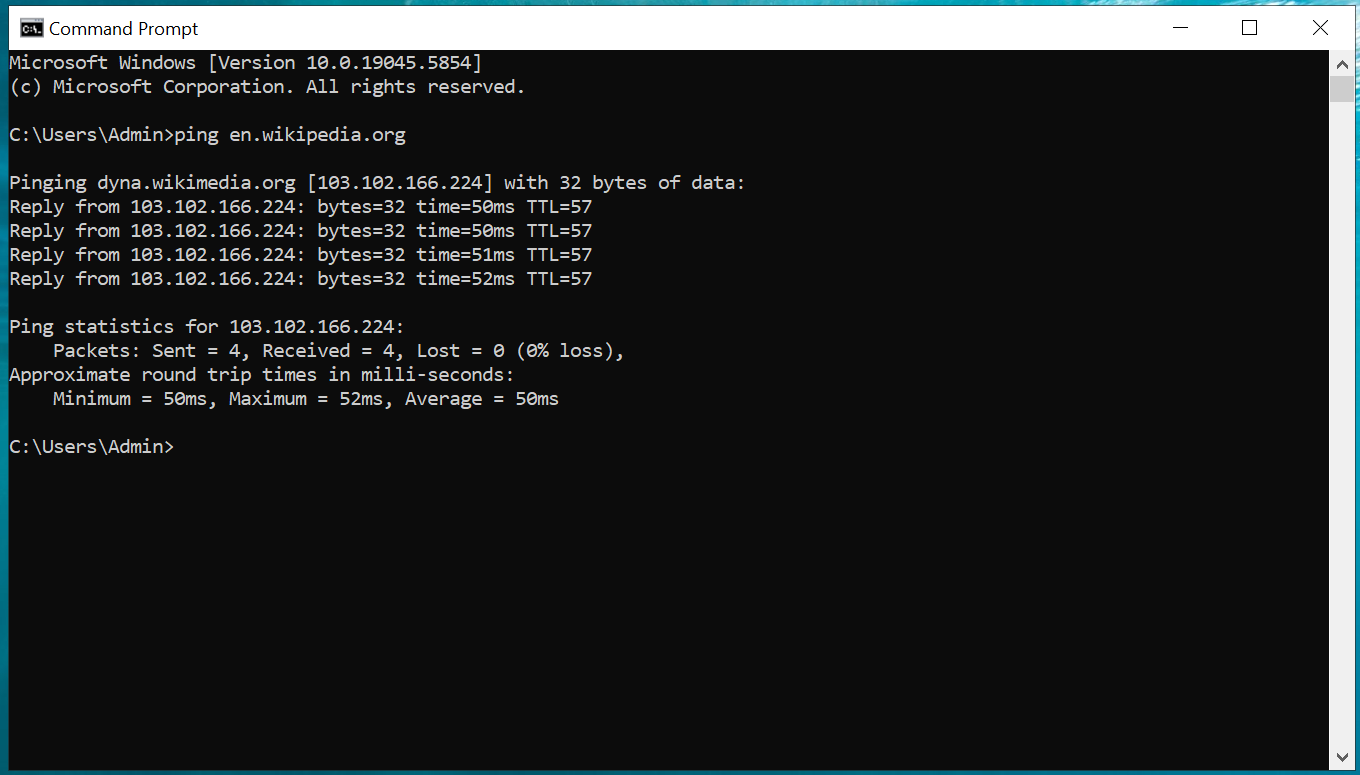 Command Prompt
Microsoft Windows [Version 10.0.19045.5854]
(c) Microsoft Corporation. All rights reserved.
C:\Users\Admin>ping en.wikipedia.org
Pinging dyna.wikimedia.org [103.102.166.224] with 32 bytes of data:
Reply from 103.102.166.224: bytes=32 time=50ms TTL=57
Reply from 103.102.166.224: bytes=32 time=50ms TTL=57
Reply from 103.102.166.224: bytes=32 time=51ms TTL=57
Reply from 103.102.166.224: bytes=32 time=52ms TTL=57
Ping statistics for 103.102.166.224:
    Packets: Sent = 4, Received = 4, Lost = 0 (0% loss),
Approximate round trip times in milli-seconds:
    Minimum = 50ms, Maximum = 52ms, Average = 50ms
C:\Users\Admin>